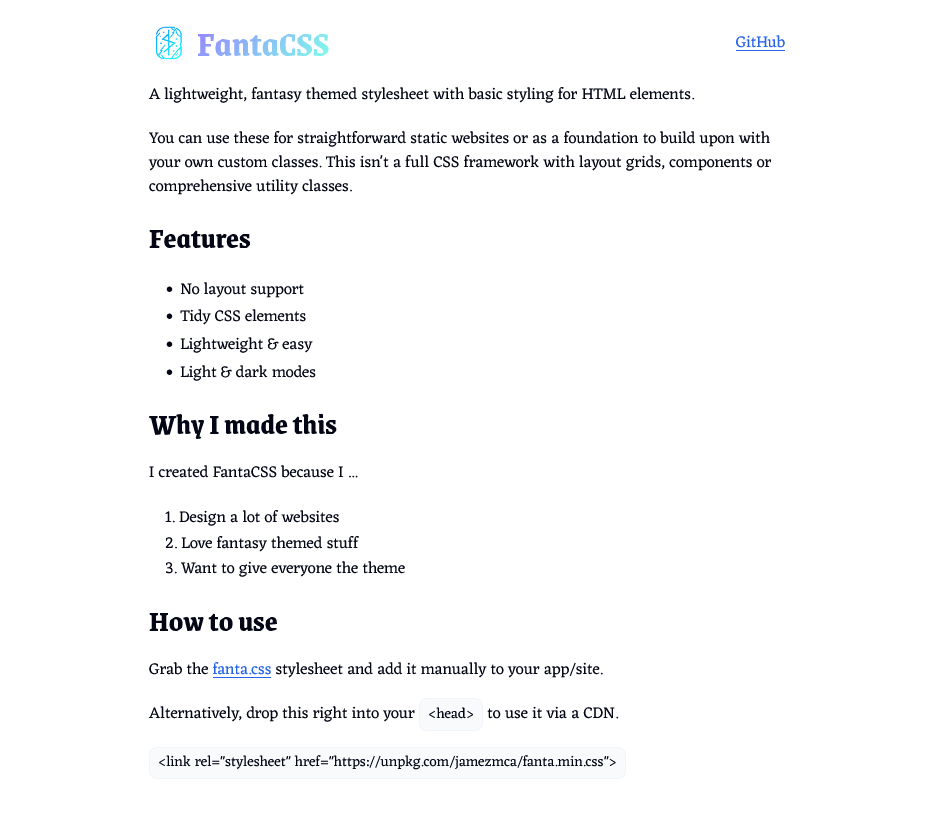 FantaCSS
GitHub
A lightweight, fantasy themed stylesheet with basic styling for HTML elements.
You can use these for straightforward static websites or as a foundation to build upon with
your own custom classes. This isn't a full CSS framework with layout grids, components or
comprehensive utility classes.
Features
• No layout support
• Tidy CSS elements
• Lightweight & easy
• Light & dark modes
Why I made this
I created FantaCSS because I ...
1. Design a lot of websites
2. Love fantasy themed stuff
3. Want to give everyone the theme
How to use
Grab the fanta.css stylesheet and add it manually to your app/site.
Alternatively, drop this right into your <head> to use it via a CDN.
<link rel="stylesheet" href="https://unpkg.com/jamezmca/fanta.min.css">